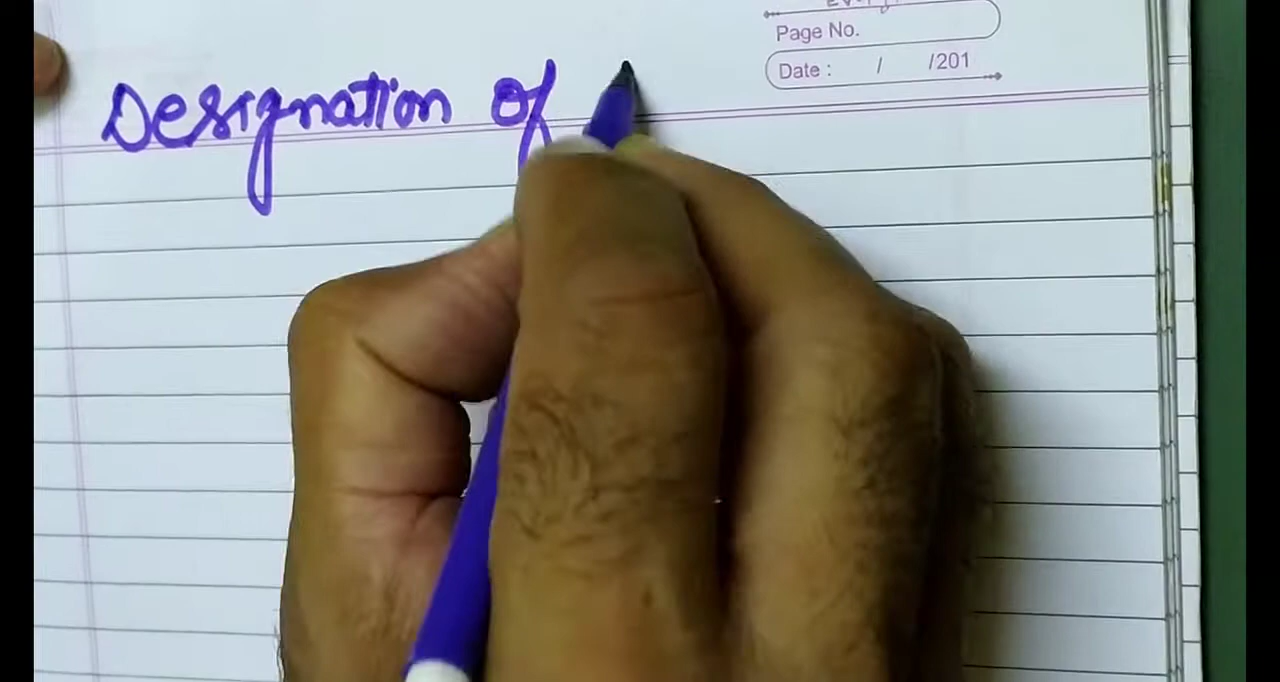 Page No.
Date : / /201
Designation of